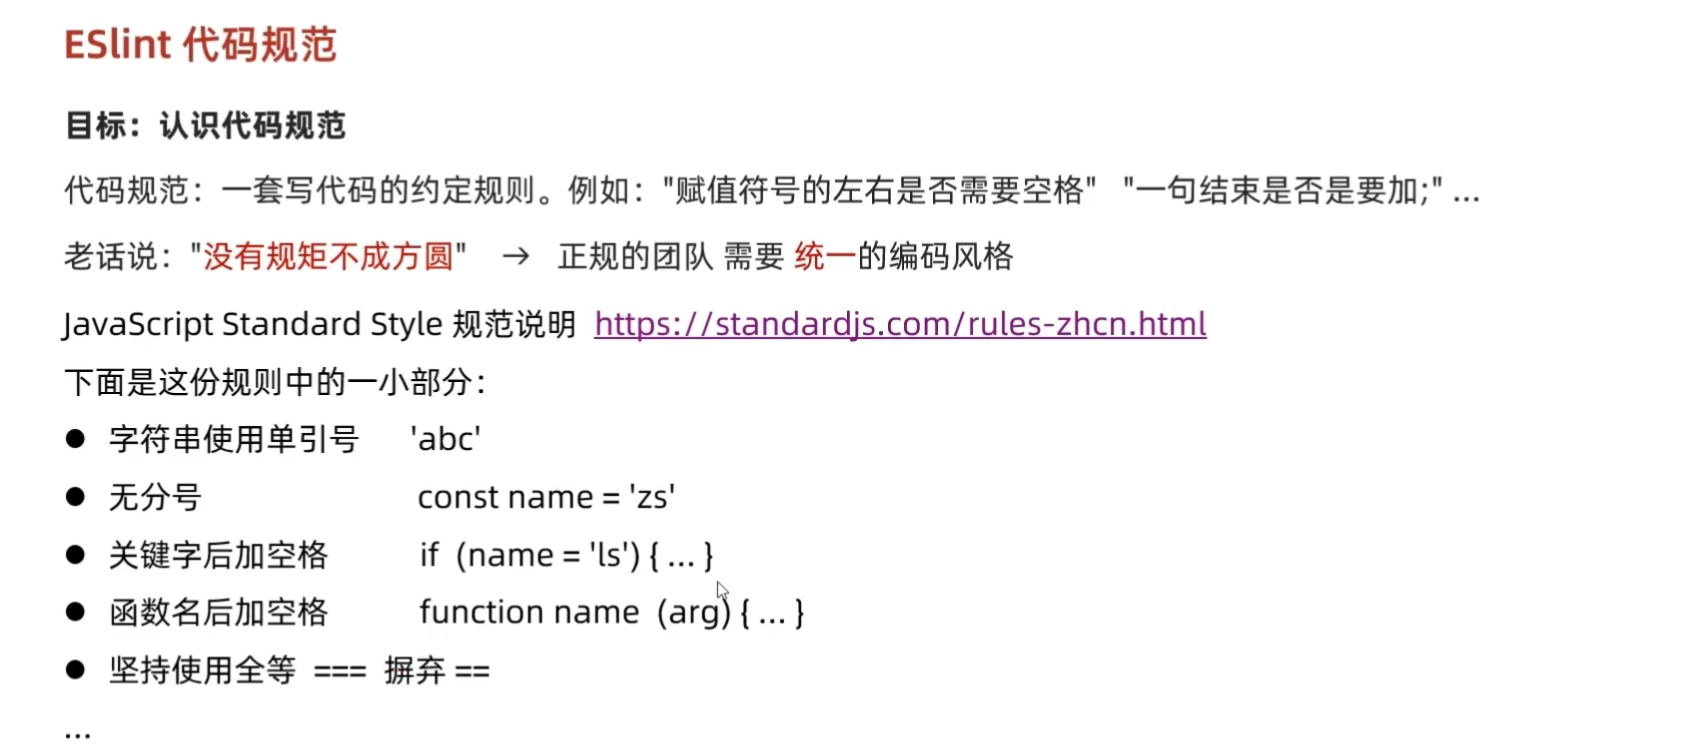 ESlint 代码规范
目标：认识代码规范
代码规范：一套写代码的约定规则。例如："赋值符号的左右是否需要空格" "一句结束是否是要加;" ...
老话说："没有规矩不成方圆" → 正规的团队 需要 统一的编码风格
JavaScript Standard Style 规范说明 https://standardjs.com/rules-zhcn.html
下面是这份规则中的一小部分：
● 字符串使用单引号 'abc'
● 无分号 const name = 'zs'
● 关键字后加空格 if (name = 'ls') { ... }
● 函数名后加空格 function name (arg) { ... }
● 坚持使用全等 === 摒弃 ==
...